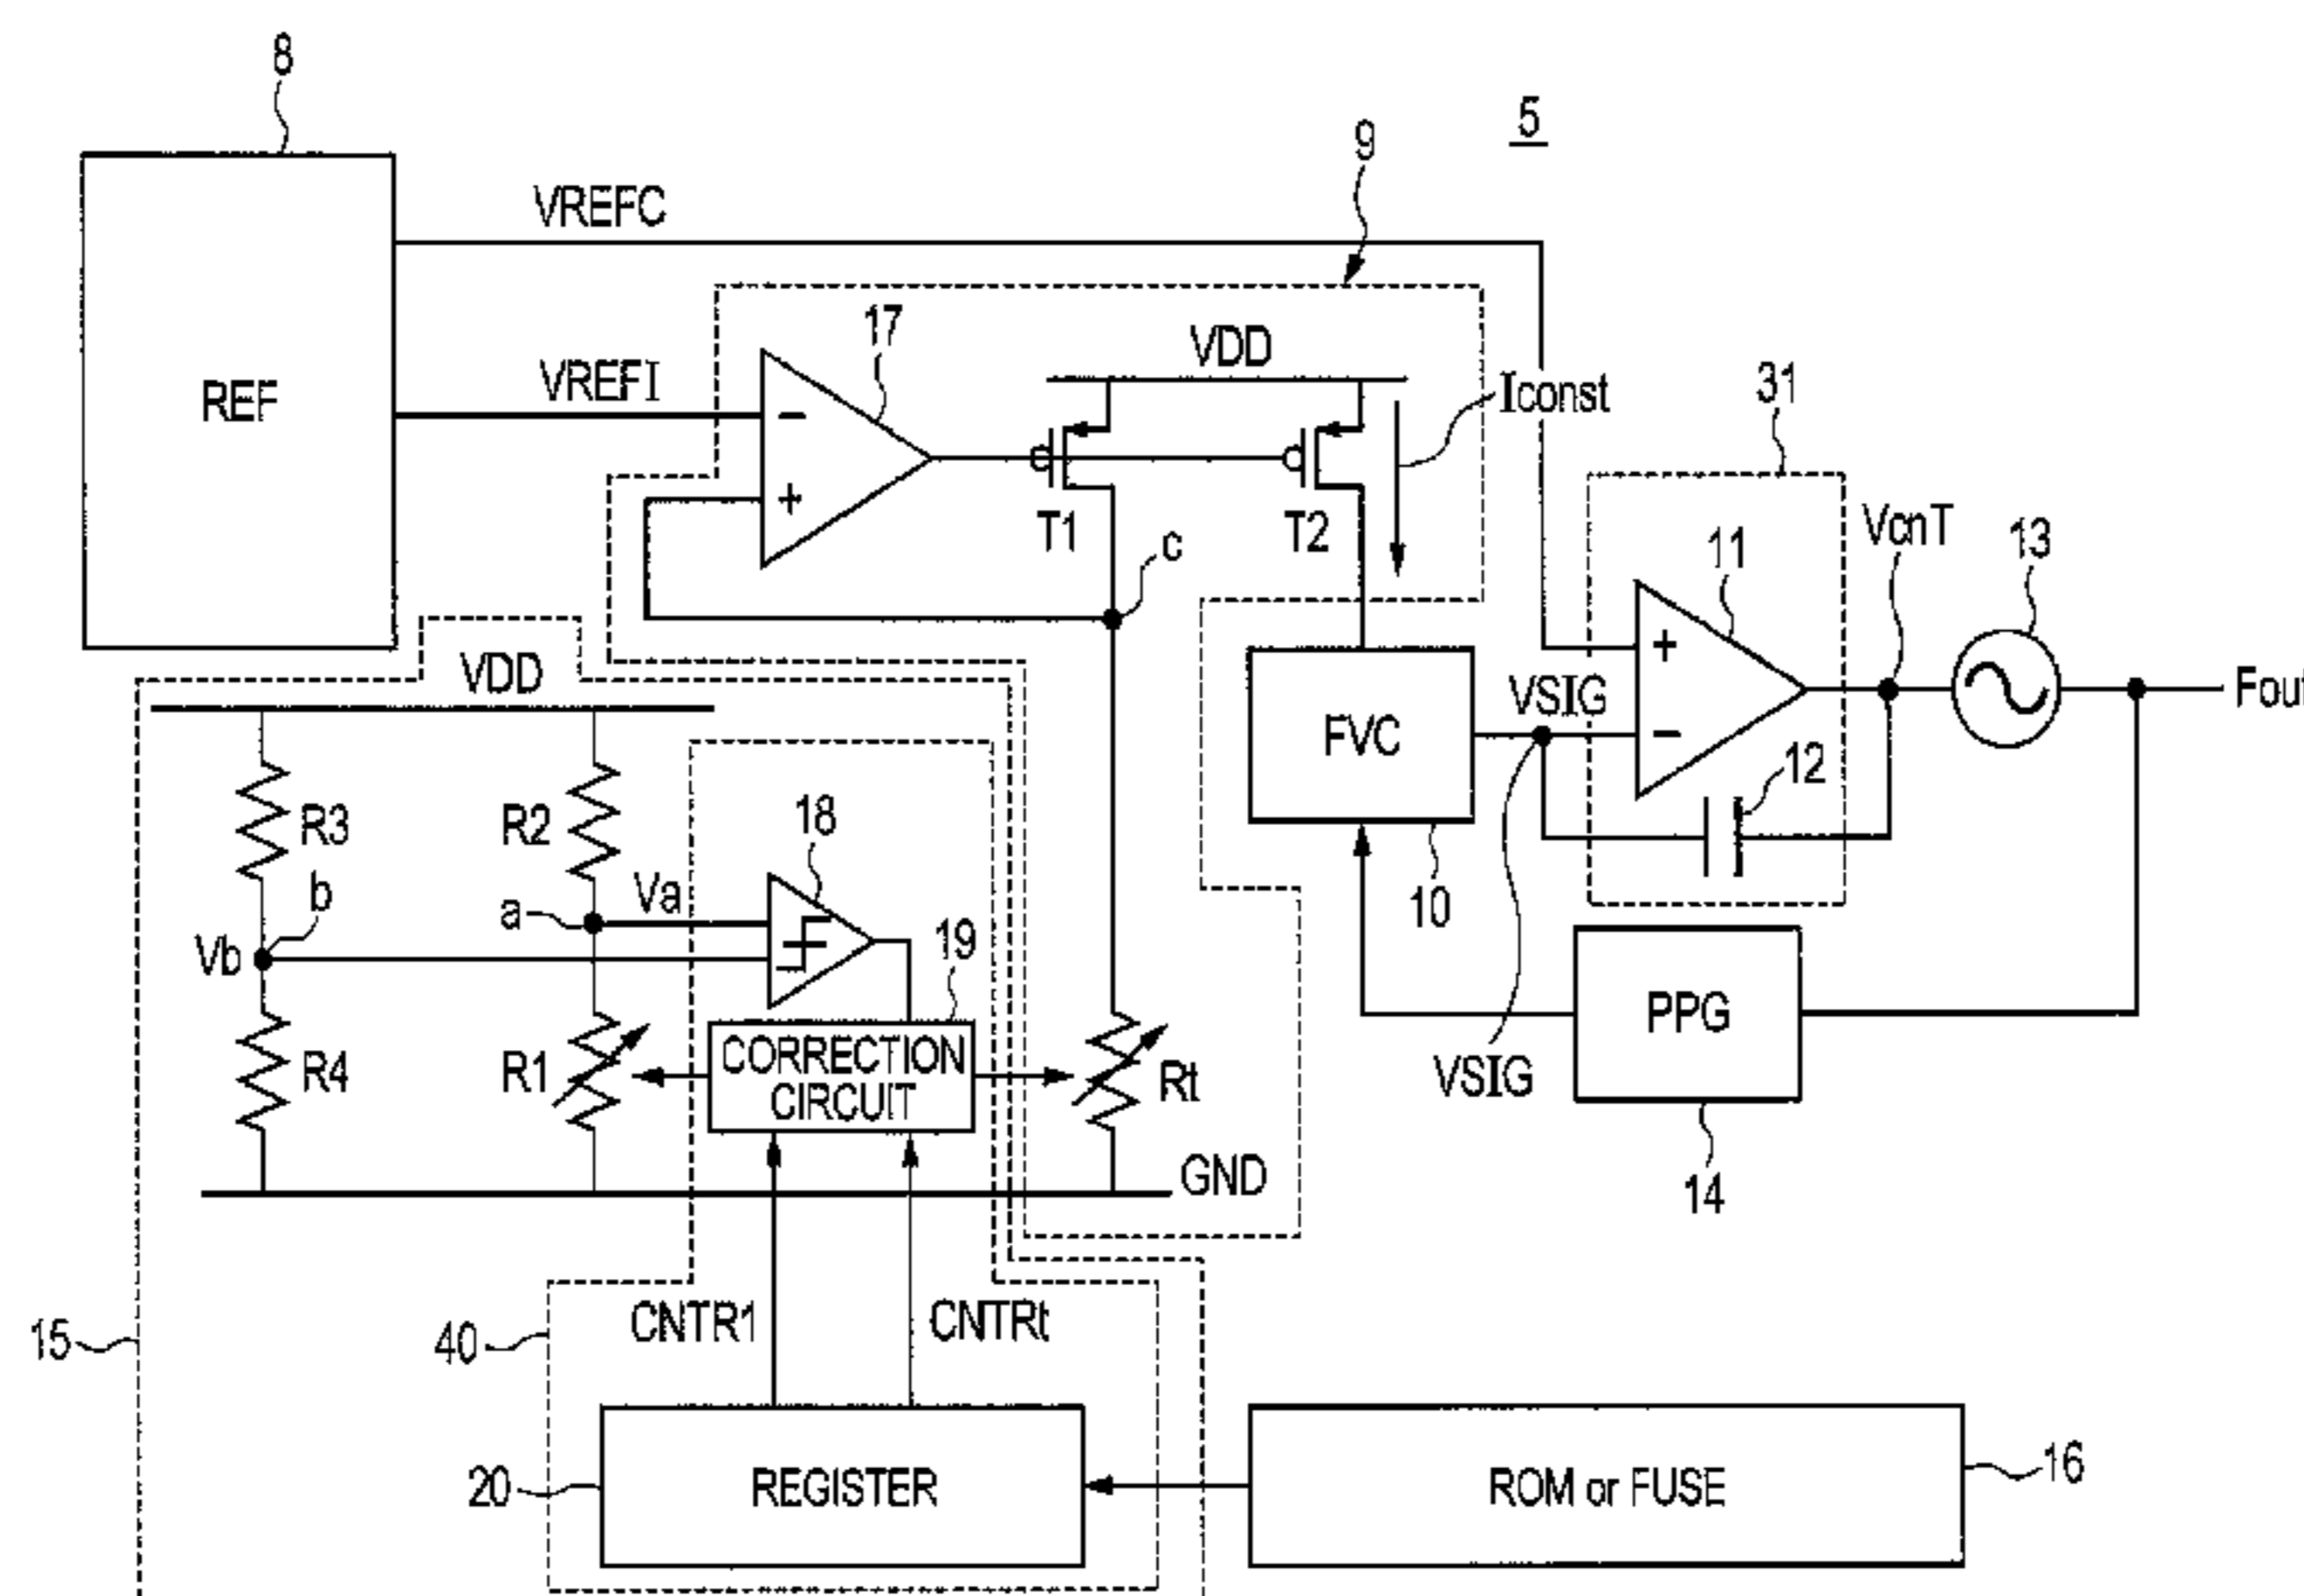 8
5
9
VREFC
17
VDD
REF
VREFI
Iconst
31
−
+
T1
T2
c
11
VcnT
13
+
−
Fout
VDD
VSIG
FVC
12
R3
R2
18
10
b
a
Va
19
Vb
PPG
CORRECTION
CIRCUIT
R4
R1
Rt
VSIG
GND
14
15
40
CNTR1
CNTRt
20
REGISTER
ROM or FUSE
16